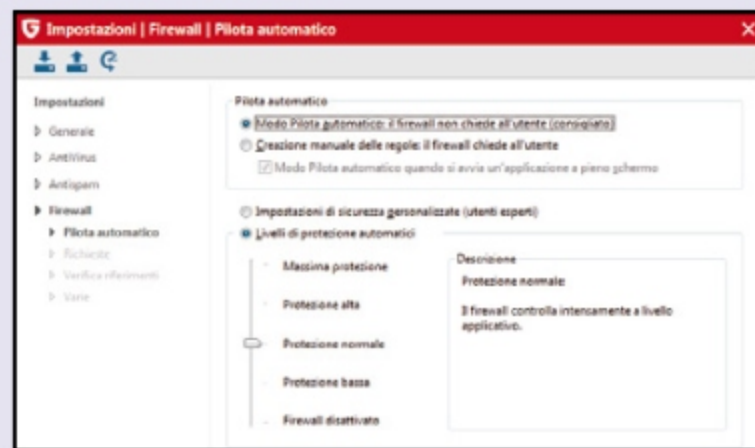 Impostazioni | Firewall | Pilota automatico
Impostazioni
Generale
AntiVirus
Antispam
Firewall
Pilota automatico
Richieste
Verifica riferimenti
Varie
Pilota automatico
Modo Pilota automatico: il firewall non chiede all'utente (consigliato)
Creazione manuale delle regole: il firewall chiede all'utente
Modo Pilota automatico quando si avvia un'applicazione a pieno schermo
Impostazioni di sicurezza personalizzate (utenti esperti)
Livelli di protezione automatici
Massima protezione
Protezione alta
Protezione normale
Protezione bassa
Firewall disattivato
Descrizione
Protezione normale
Il firewall controlla intensamente a livello
applicativo.